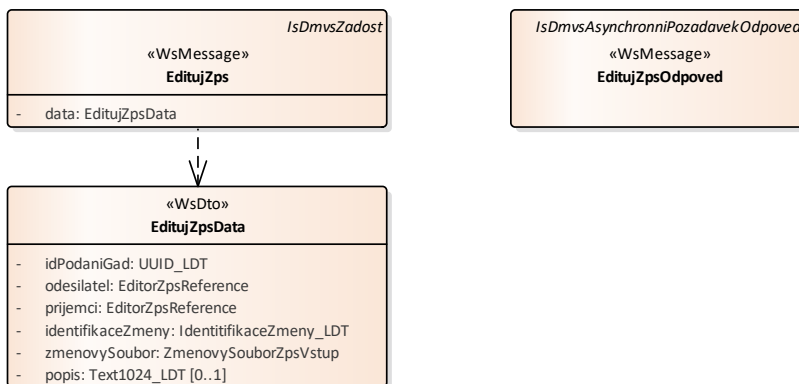 IsDmvsZadost
«WsMessage»
EditujZps
- data: EditujZpsData
IsDmvsAsynchronniPozadavekOdpoved
«WsMessage»
EditujZpsOdpoved
«WsDto»
EditujZpsData
- idPodaniGad: UUID_LDT
- odesilatel: EditorZpsReference
- prijemci: EditorZpsReference
- identifikaceZmeny: IdentitifikaceZmeny_LDT
- zmenovySoubor: ZmenovySouborZpsVstup
- popis: Text1024_LDT [0..1]